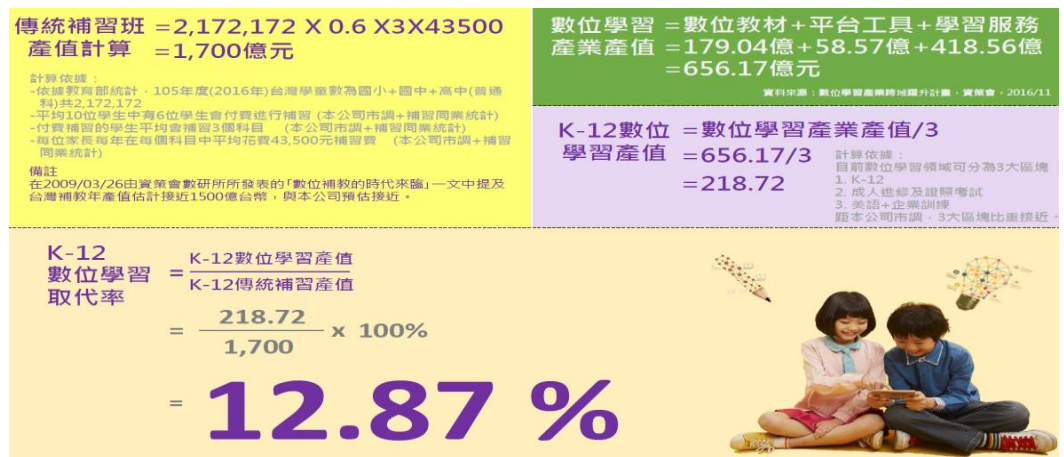 傳統補習班 =2,172,172 X 0.6 X3X43500
產值計算 =1,700億元
計算依據：
-依據教育部統計，105年度(2016年)台灣學童數為國小+國中+高中(普通
科)共2,172,172
-平均10位學生中有6位學生會付費進行補習 (本公司市調+補習同業統計)
-付費補習的學生平均會補習3個科目 (本公司市調+補習同業統計)
-每位家長每年在每個科目中平均花費43,500元補習費 (本公司市調+補習
同業統計)
備註
在2009/03/26由資策會數研所所發表的「數位補教的時代來臨」一文中提及
台灣補教年產值估計接近1500億台幣，與本公司預估接近。
數位學習 =數位教材+平台工具+學習服務
產業產值 =179.04億+58.57億+418.56億
=656.17億元
資料來源：數位學習產業跨域躍升計畫，資策會，2016/11
K-12數位 =數位學習產業產值/3
學習產值 =656.17/3
=218.72
計算依據：
目前數位學習領域可分為3大區塊
1. K-12
2. 成人進修及證照考試
3. 美語+企業訓練
距本公司市調，3大區塊比重接近。
K-12
數位學習
取代率
= K-12數位學習產值
K-12傳統補習產值
= 218.72 x 100%
1,700
= 12.87 %